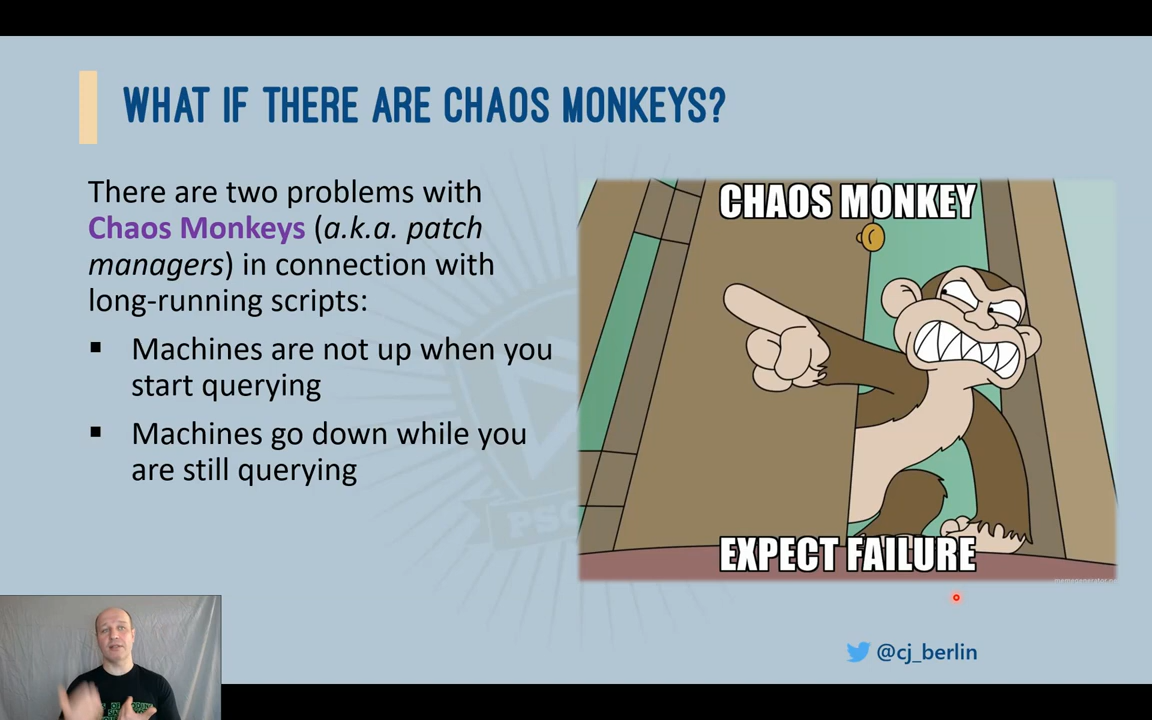 WHAT IF THERE ARE CHAOS MONKEYS?
There are two problems with
Chaos Monkeys (a.k.a. patch
managers) in connection with
long-running scripts:
▪ Machines are not up when you
start querying
▪ Machines go down while you
are still querying
CHAOS MONKEY
EXPECT FAILURE
@cj_berlin